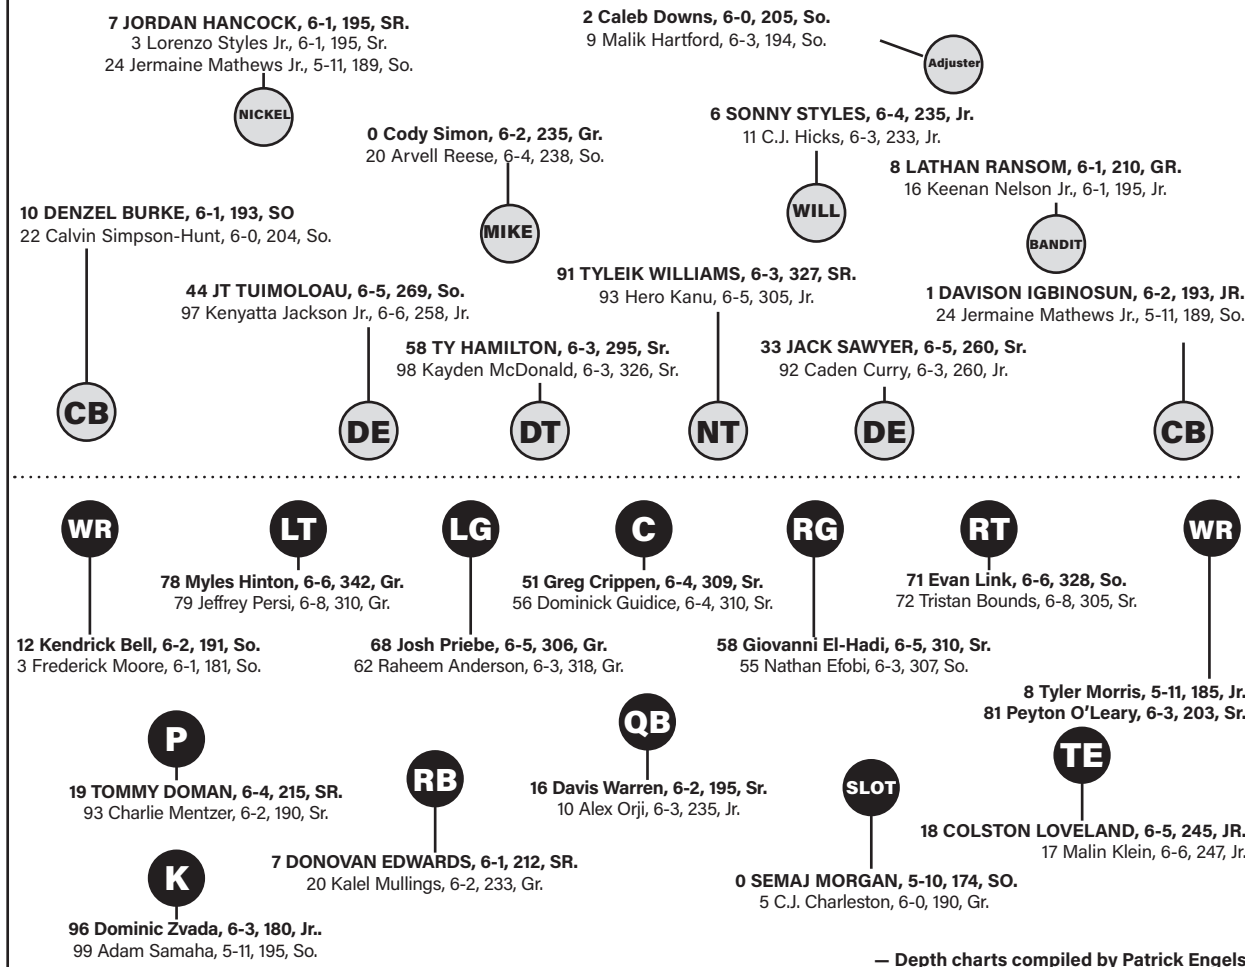 7 JORDAN HANCOCK, 6-1, 195, SR.
3 Lorenzo Styles Jr., 6-1, 195, Sr.
24 Jermaine Mathews Jr., 5-11, 189, So.
NICKEL
2 Caleb Downs, 6-0, 205, So.
9 Malik Hartford, 6-3, 194, So.
Adjuster
0 Cody Simon, 6-2, 235, Gr.
20 Arvell Reese, 6-4, 238, So.
MIKE
6 SONNY STYLES, 6-4, 235, Jr.
11 C.J. Hicks, 6-3, 233, Jr.
WILL
8 LATHAN RANSOM, 6-1, 210, GR.
16 Keenan Nelson Jr., 6-1, 195, Jr.
BANDIT
10 DENZEL BURKE, 6-1, 193, SO
22 Calvin Simpson-Hunt, 6-0, 204, So.
CB
44 JT TUIMOLOAU, 6-5, 269, So.
97 Kenyatta Jackson Jr., 6-6, 258, Jr.
DE
58 TY HAMILTON, 6-3, 295, Sr.
98 Kayden McDonald, 6-3, 326, Sr.
DT
91 TYLEIK WILLIAMS, 6-3, 327, SR.
93 Hero Kanu, 6-5, 305, Jr.
NT
33 JACK SAWYER, 6-5, 260, Sr.
92 Caden Curry, 6-3, 260, Jr.
DE
1 DAVISON IGBINOSUN, 6-2, 193, JR.
24 Jermaine Mathews Jr., 5-11, 189, So.
CB
WR
12 Kendrick Bell, 6-2, 191, So.
3 Frederick Moore, 6-1, 181, So.
LT
78 Myles Hinton, 6-6, 342, Gr.
79 Jeffrey Persi, 6-8, 310, Gr.
LG
68 Josh Priebe, 6-5, 306, Gr.
62 Raheem Anderson, 6-3, 318, Gr.
C
51 Greg Crippen, 6-4, 309, Sr.
56 Dominick Guidice, 6-4, 310, Sr.
RG
58 Giovanni El-Hadi, 6-5, 310, Sr.
55 Nathan Efobi, 6-3, 307, So.
RT
71 Evan Link, 6-6, 328, So.
72 Tristan Bounds, 6-8, 305, Sr.
WR
8 Tyler Morris, 5-11, 185, Jr.
81 Peyton O’Leary, 6-3, 203, Sr.
P
19 TOMMY DOMAN, 6-4, 215, SR.
93 Charlie Mentzer, 6-2, 190, Sr.
K
96 Dominic Zvada, 6-3, 180, Jr..
99 Adam Samaha, 5-11, 195, So.
RB
7 DONOVAN EDWARDS, 6-1, 212, SR.
20 Kalel Mullings, 6-2, 233, Gr.
QB
16 Davis Warren, 6-2, 195, Sr.
10 Alex Orji, 6-3, 235, Jr.
SLOT
0 SEMAJ MORGAN, 5-10, 174, SO.
5 C.J. Charleston, 6-0, 190, Gr.
TE
18 COLSTON LOVELAND, 6-5, 245, JR.
17 Malin Klein, 6-6, 247, Jr.
— Depth charts compiled by Patrick Engels